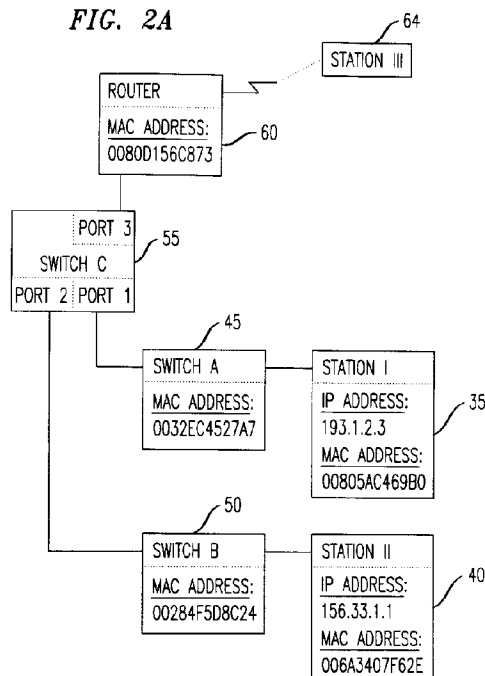 FIG. 2A
64
STATION III
ROUTER
MAC ADDRESS:
0080D156C873
60
PORT 3
55
SWITCH C
PORT 2 PORT 1
45
SWITCH A
MAC ADDRESS:
0032EC4527A7
STATION I
IP ADDRESS:
193.1.2.3
MAC ADDRESS:
00805AC469B0
35
50
SWITCH B
MAC ADDRESS:
00284F5D8C24
STATION II
IP ADDRESS:
156.33.1.1
MAC ADDRESS:
006A3407F62E
40